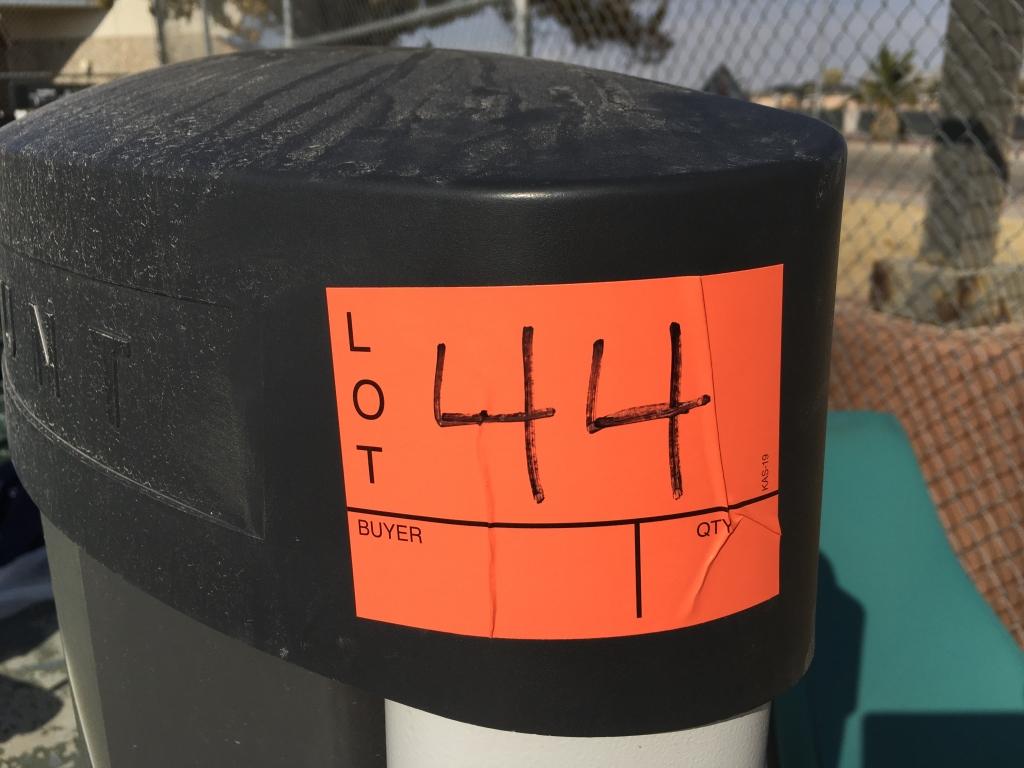 LOT
44
KAS-19
BUYER
QTY